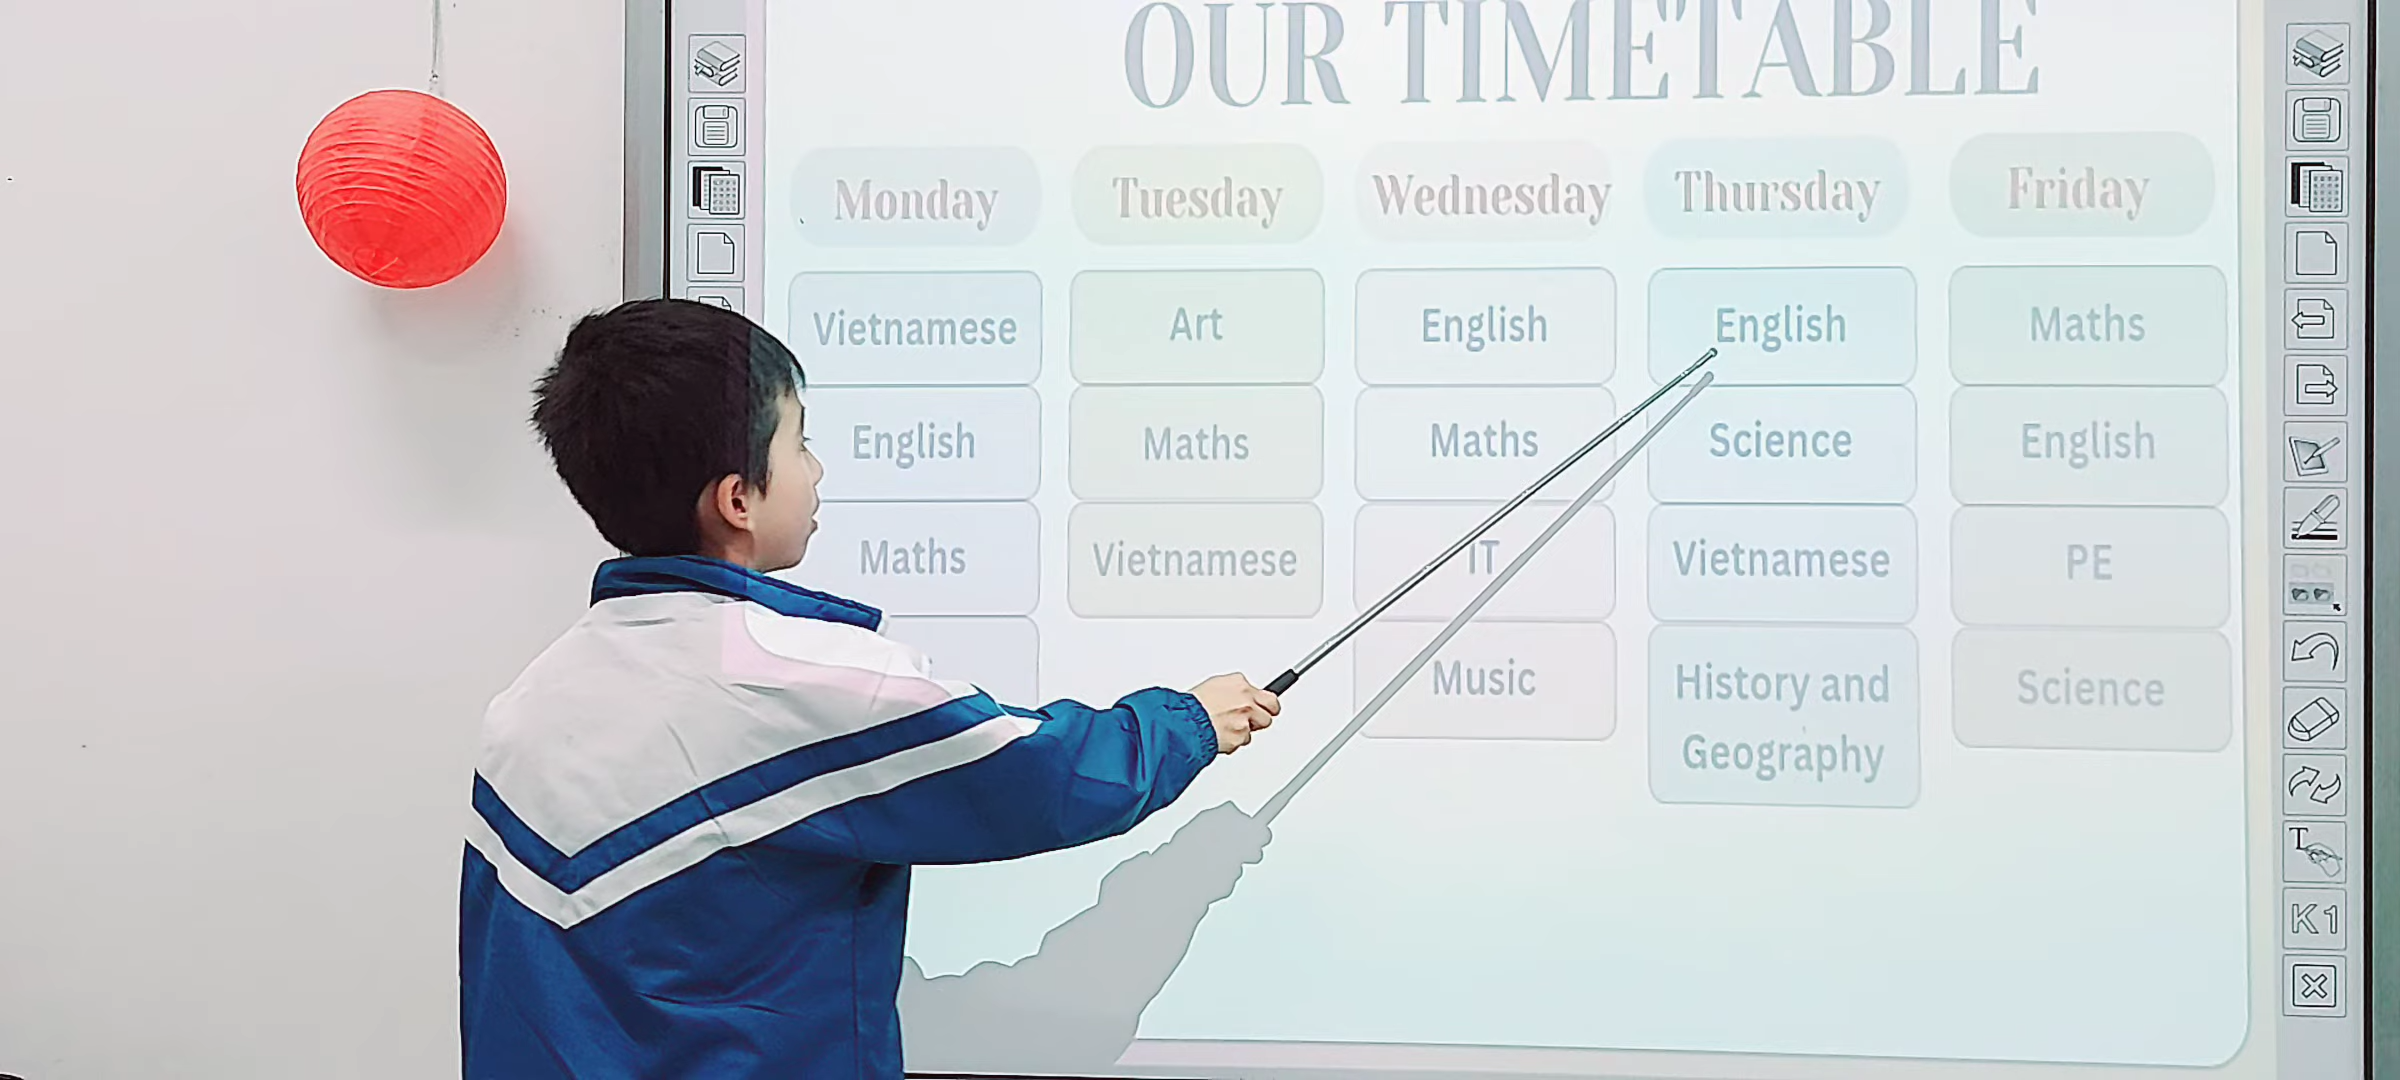 OUR TIMETABLE
Monday Tuesday Wednesday Thursday Friday
Vietnamese Art English English Maths
English Maths Maths Science English
Maths Vietnamese IT Vietnamese PE
Music History and Science
Geography
T
K1